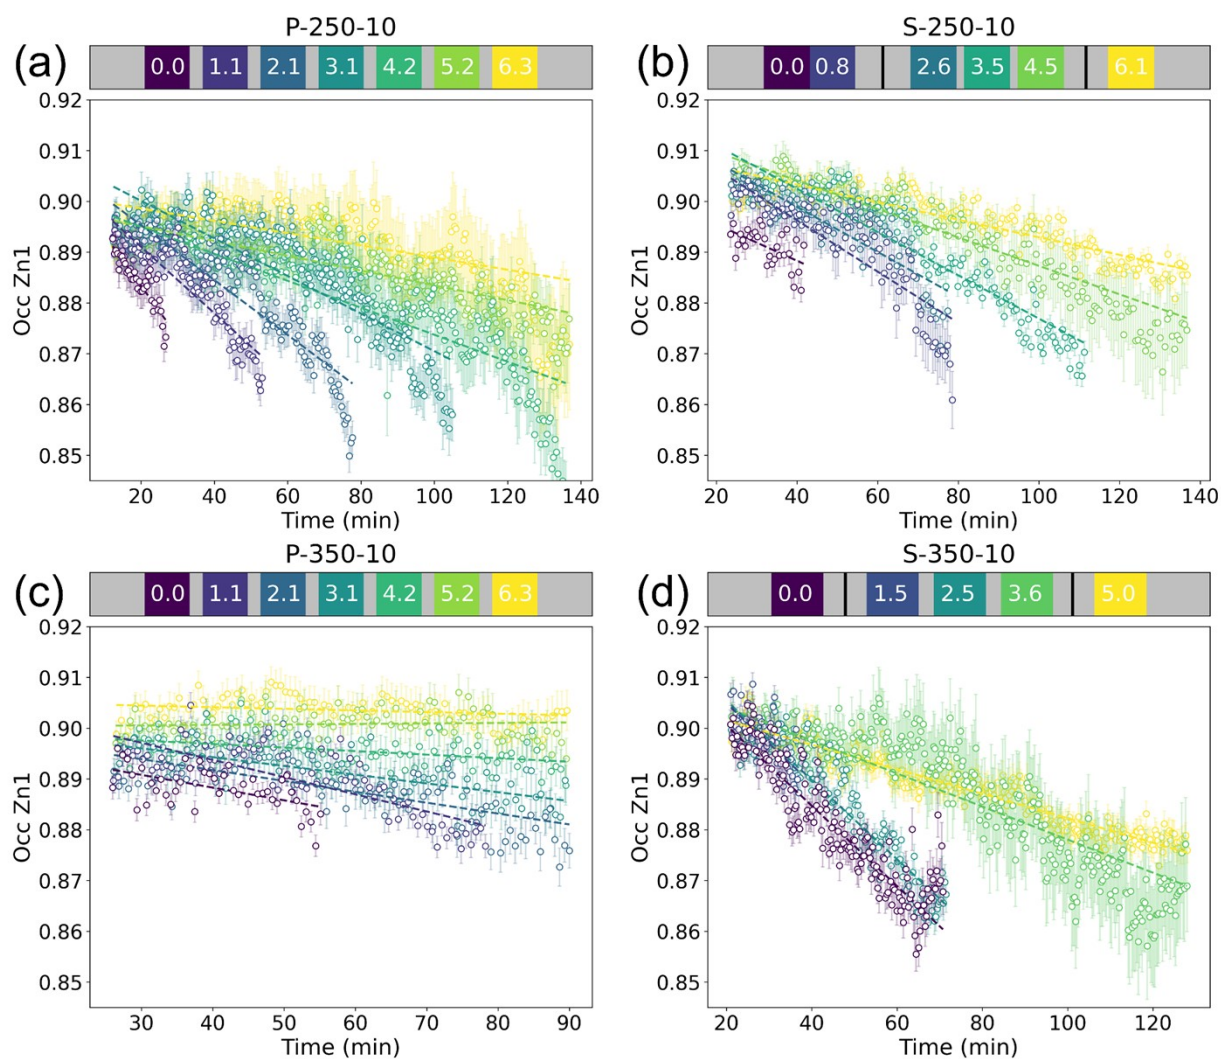 P-250-10
(a) 0.0 1.1 2.1 3.1 4.2 5.2 6.3
0.92
0.91
0.90
0.89
0.88
0.87
0.86
0.85
Occ Zn1
20 40 60 80 100 120 140
Time (min)
S-250-10
(b) 0.0 0.8 2.6 3.5 4.5 6.1
0.92
0.91
0.90
0.89
0.88
0.87
0.86
0.85
Occ Zn1
20 40 60 80 100 120 140
Time (min)
P-350-10
(c) 0.0 1.1 2.1 3.1 4.2 5.2 6.3
0.92
0.91
0.90
0.89
0.88
0.87
0.86
0.85
Occ Zn1
30 40 50 60 70 80 90
Time (min)
S-350-10
(d) 0.0 1.5 2.5 3.6 5.0
0.92
0.91
0.90
0.89
0.88
0.87
0.86
0.85
Occ Zn1
20 40 60 80 100 120
Time (min)